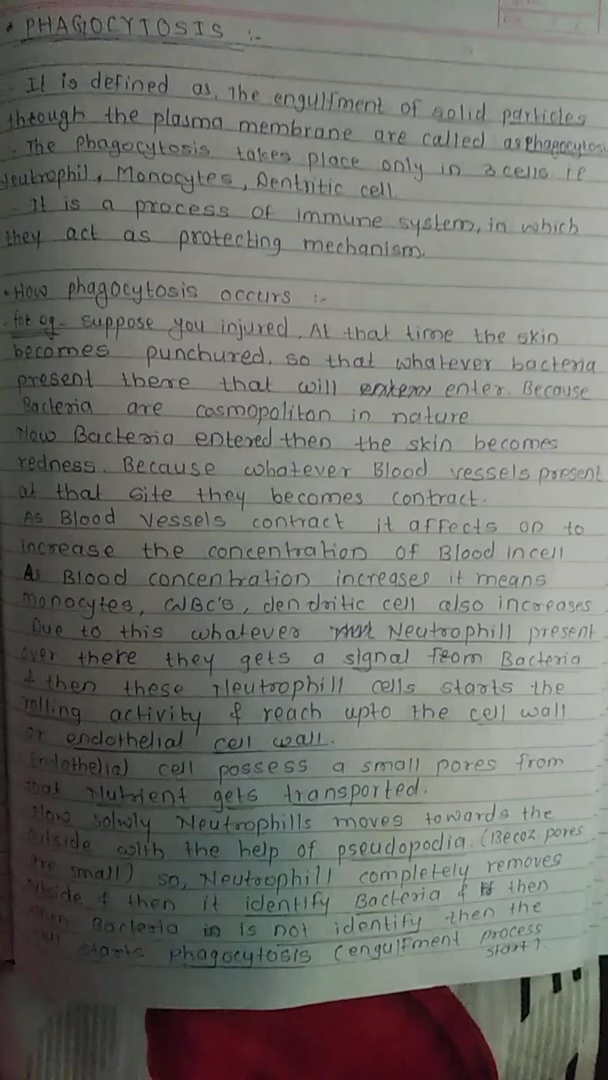 * PHAGOCYTOSIS :-
- It is defined as, The engulfment of solid particles
through the plasma membrane are called as phagocytosi
- The Phagocytosis takes place only in 3 cells ie
Neutrophil, Monocytes, Dentritic cell.
- It is a process of immune system, in which
they act as protecting mechanism.
• How phagocytosis occurs :-
- for eg - suppose you injured. At that time the skin
becomes punchured, so that whatever bacteria
present there that will enter. Because
Bacteria are cosmopoliton in nature
Now Bacteria entered then the skin becomes
redness. Because whatever Blood vessels present
at that site they becomes contract.
As Blood vessels contract it affects on to
increase the concentration of Blood in cell
As Blood concentration increases it means
monocytes, WBC's, dendritic cell also increases
Due to this whatever Neutrophill present
over there they gets a signal from Bacteria
& then these Neutrophill cells starts the
rolling activity & reach upto the cell wall
or endothelial cell wall.
Endothelial cell possess a small pores from
that Nutrient gets transported.
Now solwly Neutrophills moves towards the
outside with the help of pseudopodia. (Becoz pores
are small) so, Neutrophill completely removes
& then it identify Bacteria & then
Bacteria is not identify then the
starts phagocytosis (engulfment process
start).